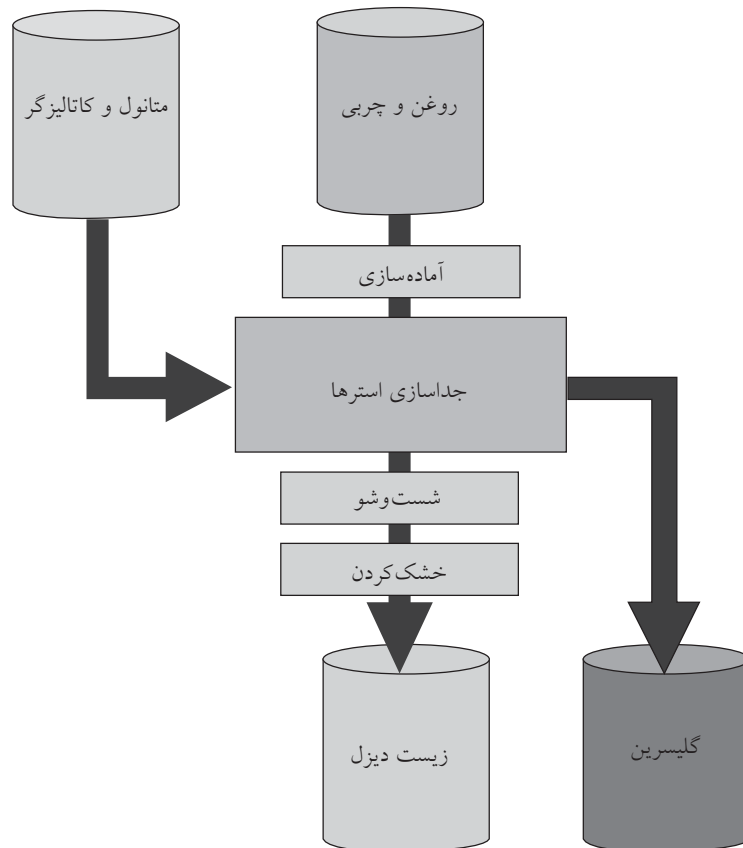 روغن و چربی
متانول و کاتالیزگر
آماده‌سازی
جداسازی استرها
شست‌وشو
خشک‌کردن
زیست دیزل
گلیسرین